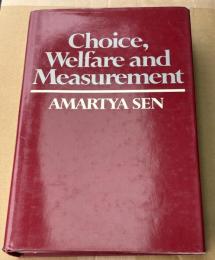 Choice,
Welfare and
Measurement
AMARTYA SEN